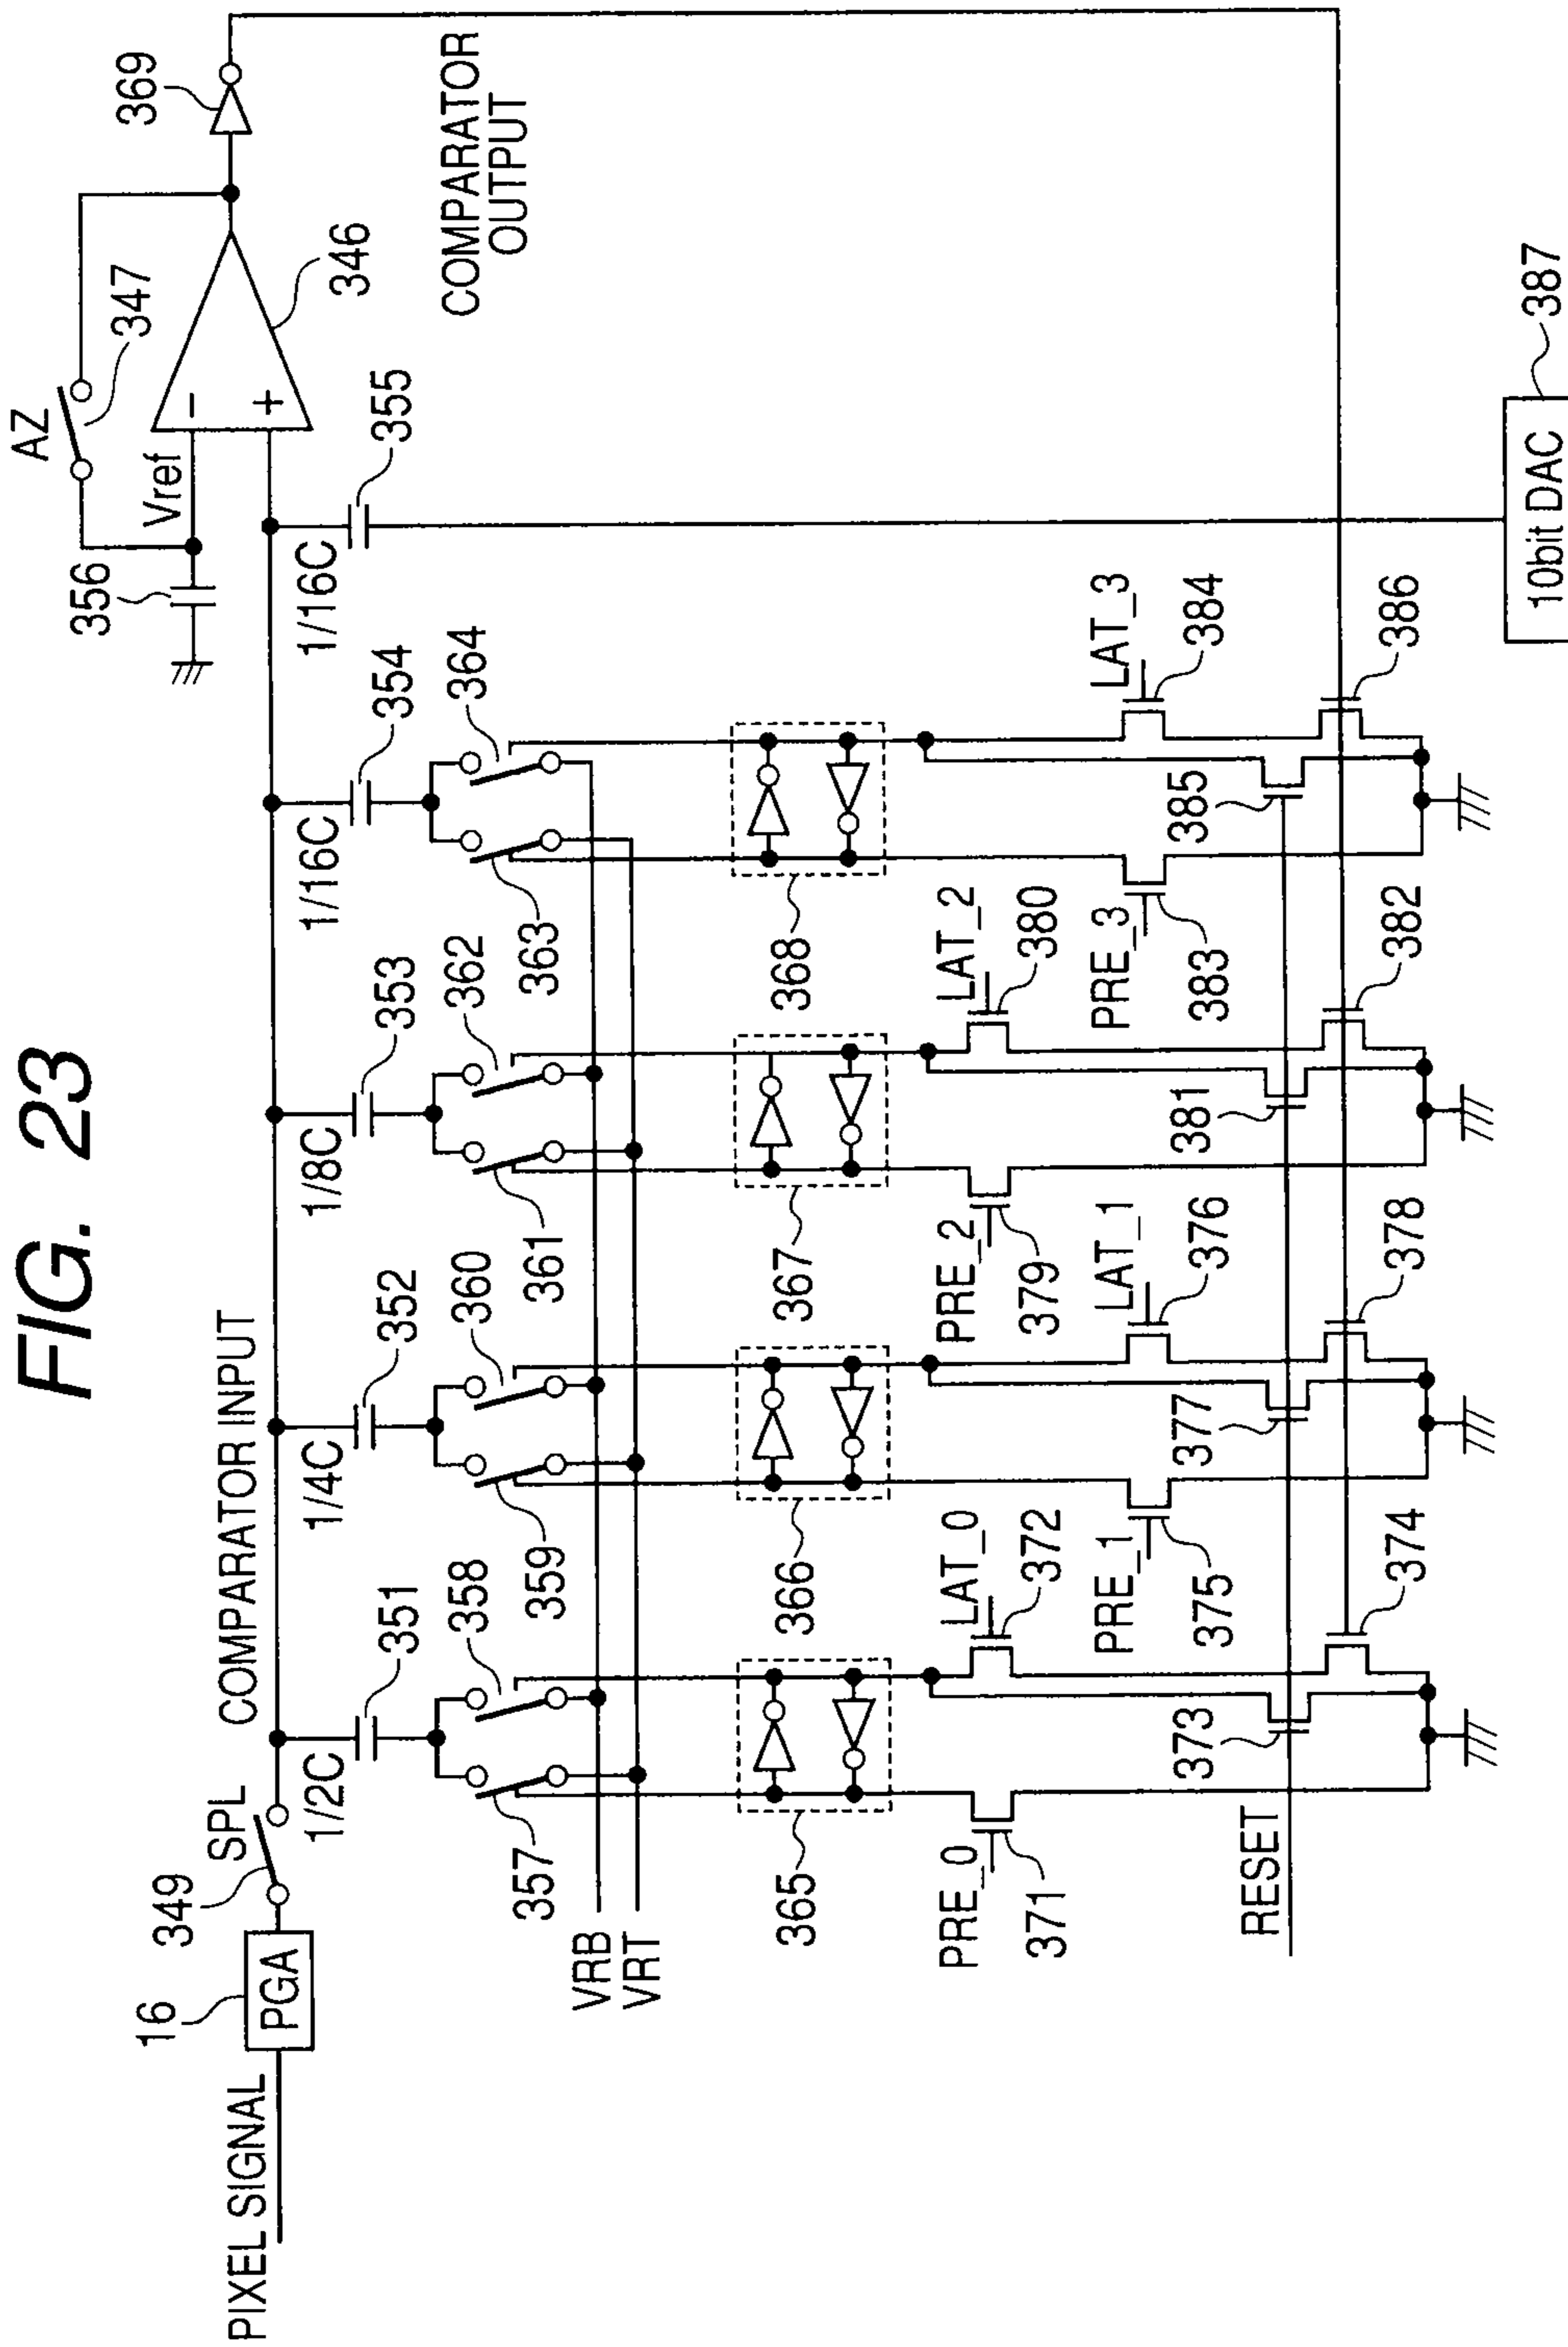 FIG. 23
PIXEL SIGNAL
16
PGA
349
SPL
COMPARATOR INPUT
356
Vref
AZ
347
346
369
COMPARATOR
OUTPUT
1/2C
351
1/4C
352
1/8C
353
1/16C
354
1/16C
355
357
358
359
360
361
362
363
364
VRB
VRT
365
366
367
368
PRE_0
371
LAT_0
372
373
374
PRE_1
375
LAT_1
376
377
378
PRE_2
379
LAT_2
380
381
382
PRE_3
383
LAT_3
384
385
386
RESET
10bit DAC
387